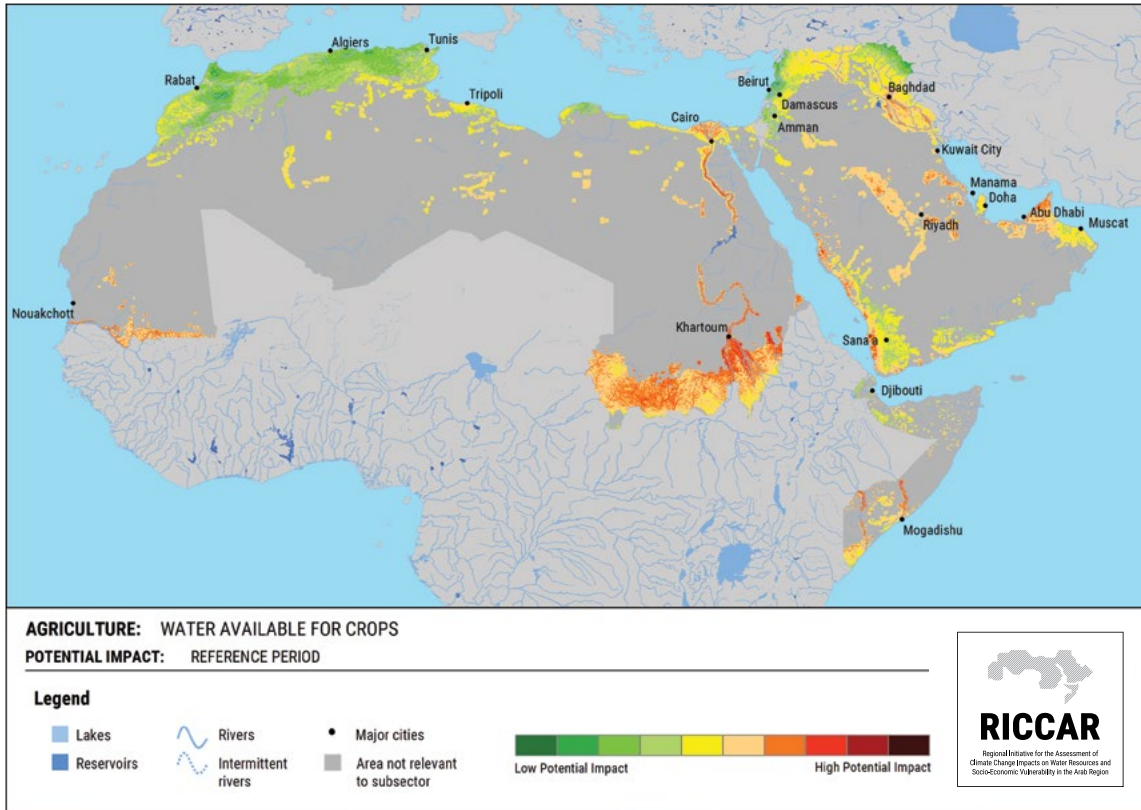 Algiers
Tunis
Rabat
Tripoli
Beirut
Damascus
Baghdad
Cairo
Amman
Kuwait City
Manama
Doha
Abu Dhabi
Riyadh
Muscat
Nouakchott
Khartoum
Sana'a
Djibouti
Mogadishu
AGRICULTURE: WATER AVAILABLE FOR CROPS
POTENTIAL IMPACT: REFERENCE PERIOD
Legend
Lakes
Reservoirs
Rivers
Intermittent
rivers
Major cities
Area not relevant
to subsector
Low Potential Impact
High Potential Impact
RICCAR
Regional Initiative for the Assessment of
Climate Change Impacts on Water Resources and
Socio-Economic Vulnerability in the Arab Region